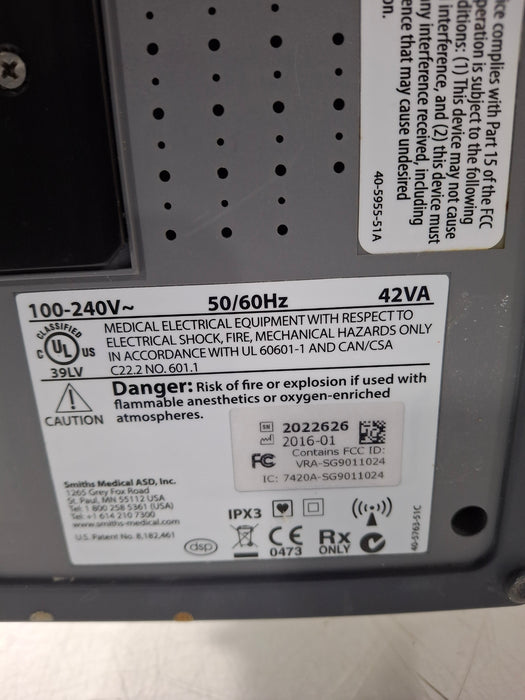 ice complies with Part 15 of the FCC
peration is subject to the following
ditions: (1) This device may not cause
interference, and (2) this device must
ny interference received, including
ence that may cause undesired
on.
40-5955-51A
100-240V~ 50/60Hz 42VA
CLASSIFIED
C UL US
39LV
MEDICAL ELECTRICAL EQUIPMENT WITH RESPECT TO
ELECTRICAL SHOCK, FIRE, MECHANICAL HAZARDS ONLY
IN ACCORDANCE WITH UL 60601-1 AND CAN/CSA
C22.2 NO. 601.1
CAUTION
Danger: Risk of fire or explosion if used with
flammable anesthetics or oxygen-enriched
atmospheres.
SN 2022626
2016-01
FC Contains FCC ID:
VRA-SG9011024
IC: 7420A-SG9011024
Smiths Medical ASD, Inc.
1265 Grey Fox Road
St. Paul, MN 55112 USA
Tel: 1 800 258 5361 (USA)
Tel: +1 614 210 7300
www.smiths-medical.com
U.S. Patent No. 8,182,461
dsp
IPX3
CE
0473
Rx
ONLY